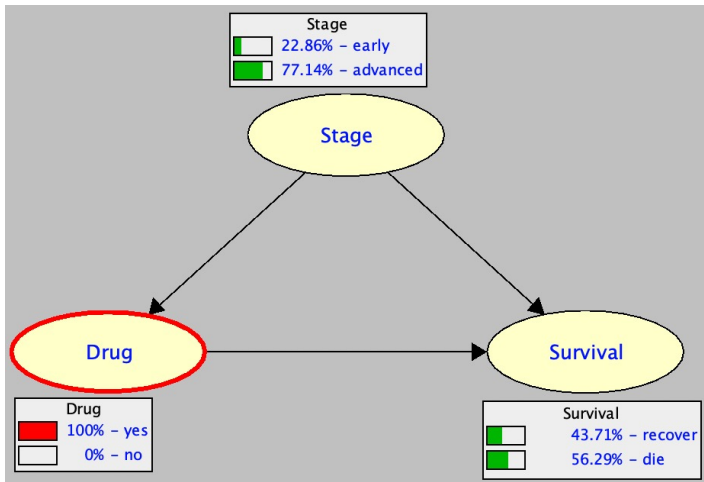 Stage
22.86% - early
77.14% - advanced
Stage
Drug
Survival
Drug
100% - yes
0% - no
Survival
43.71% - recover
56.29% - die